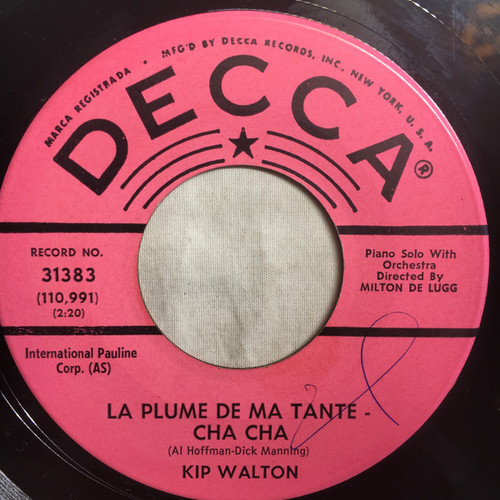 MARCA REGISTRADA • MFG'D BY DECCA RECORDS, INC., NEW YORK, U. S. A.
DECCA®
RECORD NO.
31383
(110,991)
(2:20)
Piano Solo With
Orchestra
Directed By
MILTON DE LUGG
International Pauline
Corp. (AS)
LA PLUME DE MA TANTE -
CHA CHA
(Al Hoffman-Dick Manning)
KIP WALTON